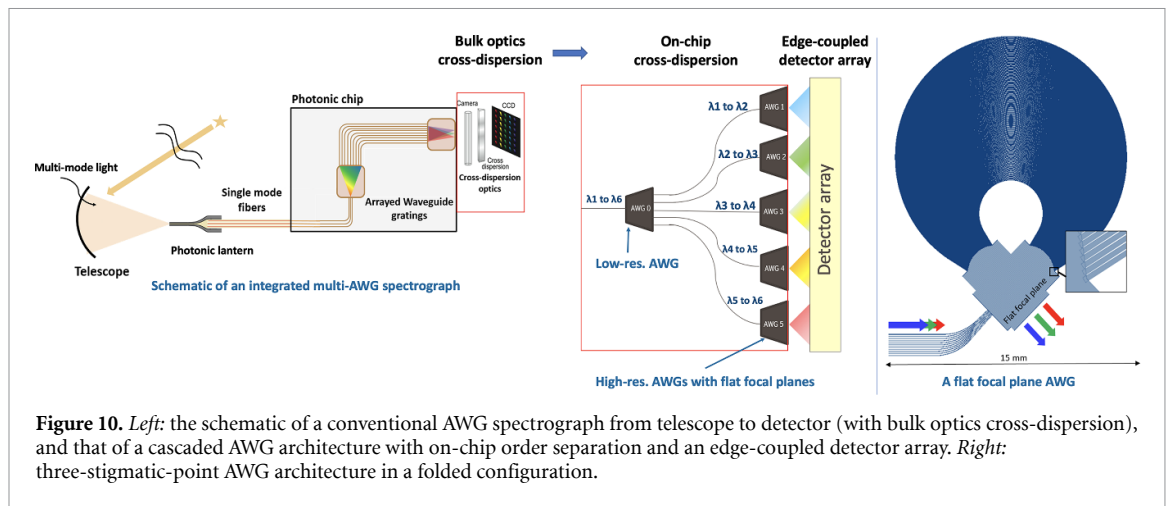 Bulk optics
cross-dispersion
On-chip
cross-dispersion
Edge-coupled
detector array
Multi-mode light
Telescope
Photonic lantern
Single mode
fibers
Photonic chip
Arrayed Waveguide
gratings
Camera
CCD
Cross
dispersion
Cross-dispersion
optics
Schematic of an integrated multi-AWG spectrograph
λ1 to λ6
AWG 0
Low-res. AWG
λ1 to λ2
AWG 1
λ2 to λ3
AWG 2
λ3 to λ4
AWG 3
λ4 to λ5
AWG 4
λ5 to λ6
AWG 5
Detector array
High-res. AWGs with flat focal planes
Flat focal plane
15 mm
A flat focal plane AWG
Figure 10. Left: the schematic of a conventional AWG spectrograph from telescope to detector (with bulk optics cross-dispersion),
and that of a cascaded AWG architecture with on-chip order separation and an edge-coupled detector array. Right:
three-stigmatic-point AWG architecture in a folded configuration.